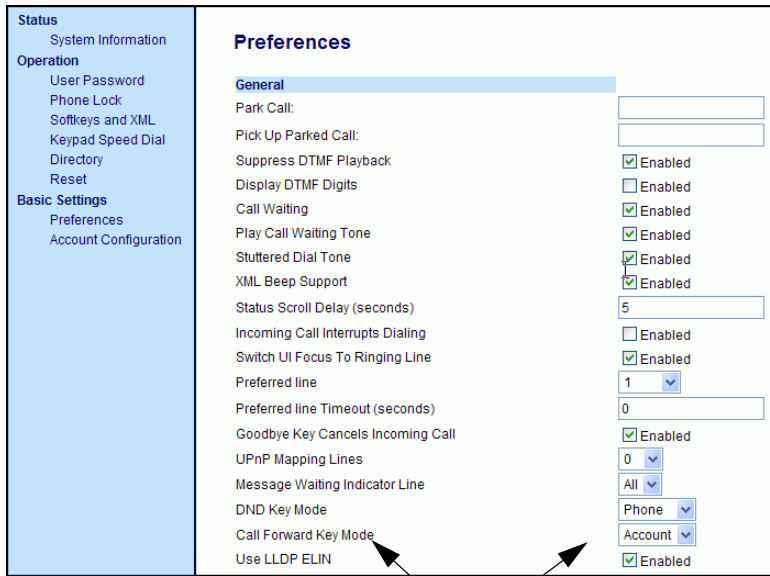 Status
System Information
Operation
User Password
Phone Lock
Softkeys and XML
Keypad Speed Dial
Directory
Reset
Basic Settings
Preferences
Account Configuration
Preferences
General
Park Call:
Pick Up Parked Call:
Suppress DTMF Playback Enabled
Display DTMF Digits Enabled
Call Waiting Enabled
Play Call Waiting Tone Enabled
Stuttered Dial Tone Enabled
XML Beep Support Enabled
Status Scroll Delay (seconds) 5
Incoming Call Interrupts Dialing Enabled
Switch UI Focus To Ringing Line Enabled
Preferred line 1
Preferred line Timeout (seconds) 0
Goodbye Key Cancels Incoming Call Enabled
UPnP Mapping Lines 0
Message Waiting Indicator Line All
DND Key Mode Phone
Call Forward Key Mode Account
Use LLDP ELIN Enabled